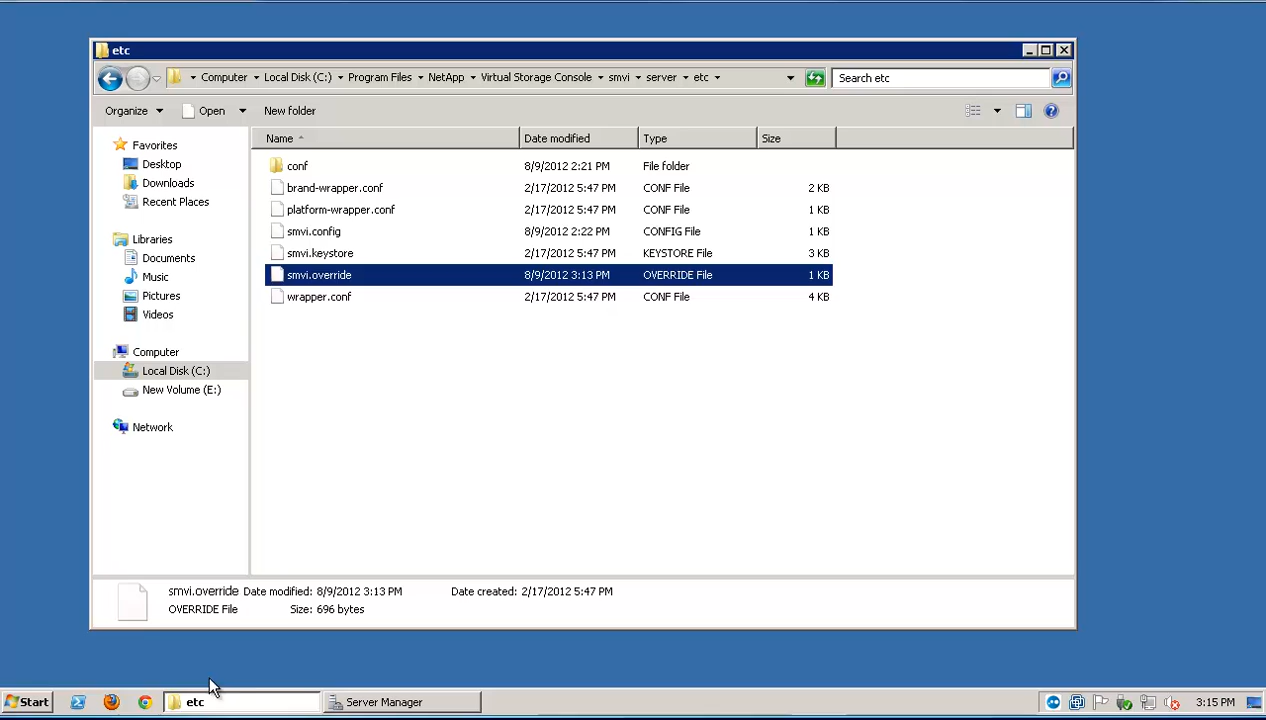 etc
Computer Local Disk (C:) Program Files NetApp Virtual Storage Console smvi server etc Search etc
Organize Open New folder
Name Date modified Type Size
Favorites
Desktop
Downloads
Recent Places
Libraries
Documents
Music
Pictures
Videos
Computer
Local Disk (C:)
New Volume (E:)
Network
conf 8/9/2012 2:21 PM File folder
brand-wrapper.conf 2/17/2012 5:47 PM CONF File 2 KB
platform-wrapper.conf 2/17/2012 5:47 PM CONF File 1 KB
smvi.config 8/9/2012 2:22 PM CONFIG File 1 KB
smvi.keystore 2/17/2012 5:47 PM KEYSTORE File 3 KB
smvi.override 8/9/2012 3:13 PM OVERRIDE File 1 KB
wrapper.conf 2/17/2012 5:47 PM CONF File 4 KB
smvi.override Date modified: 8/9/2012 3:13 PM Date created: 2/17/2012 5:47 PM
OVERRIDE File Size: 696 bytes
Start etc Server Manager 3:15 PM